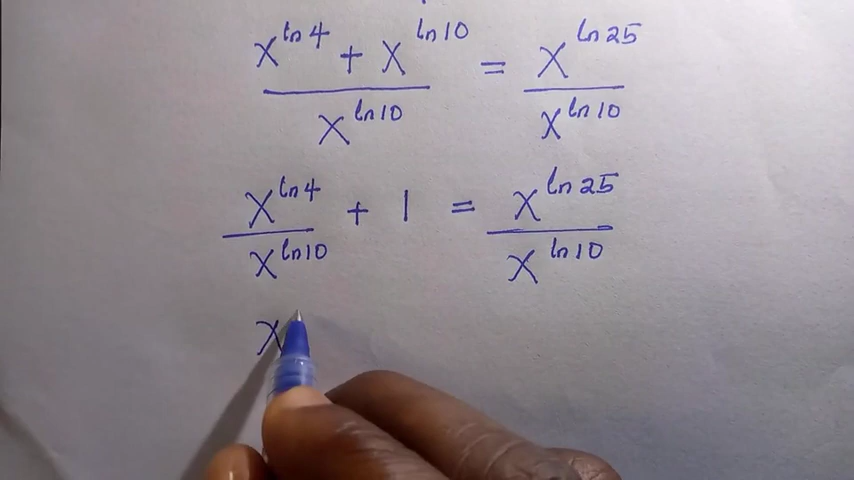 x^ln4 + x^ln10 / x^ln10 = x^ln25 / x^ln10
x^ln4 / x^ln10 + 1 = x^ln25 / x^ln10
x